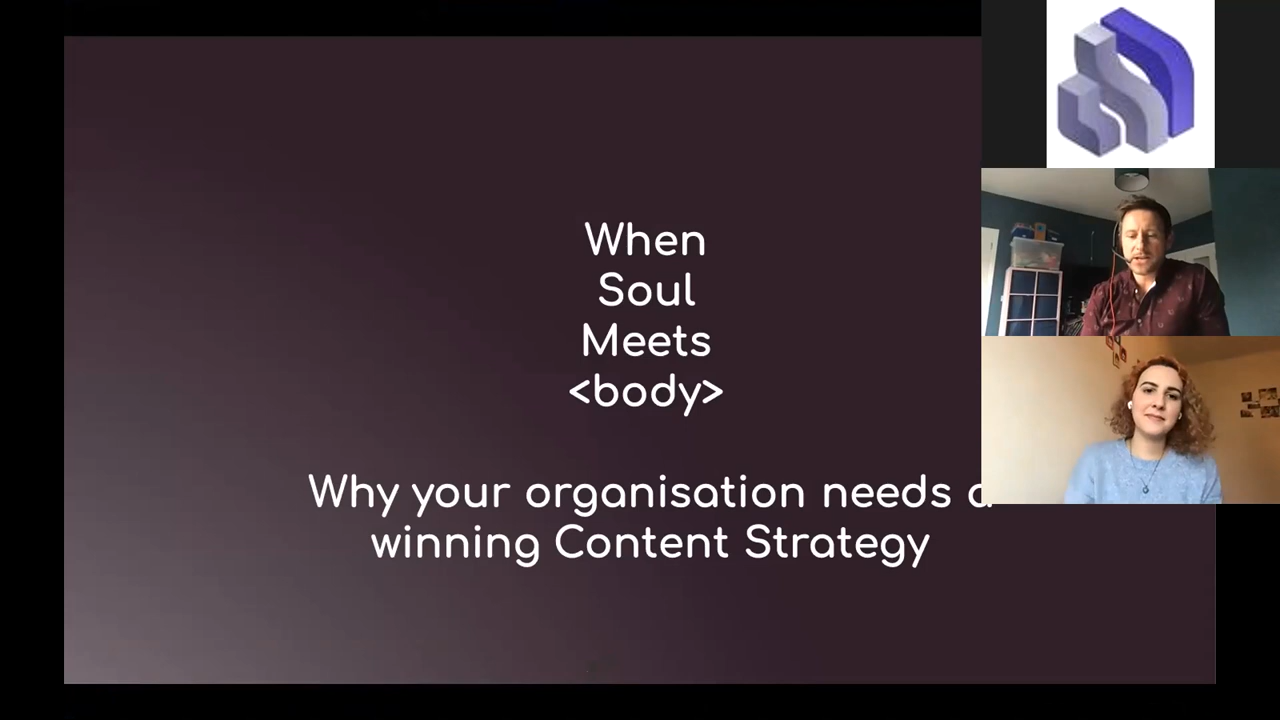 When
Soul
Meets
<body>
Why your organisation needs a
winning Content Strategy